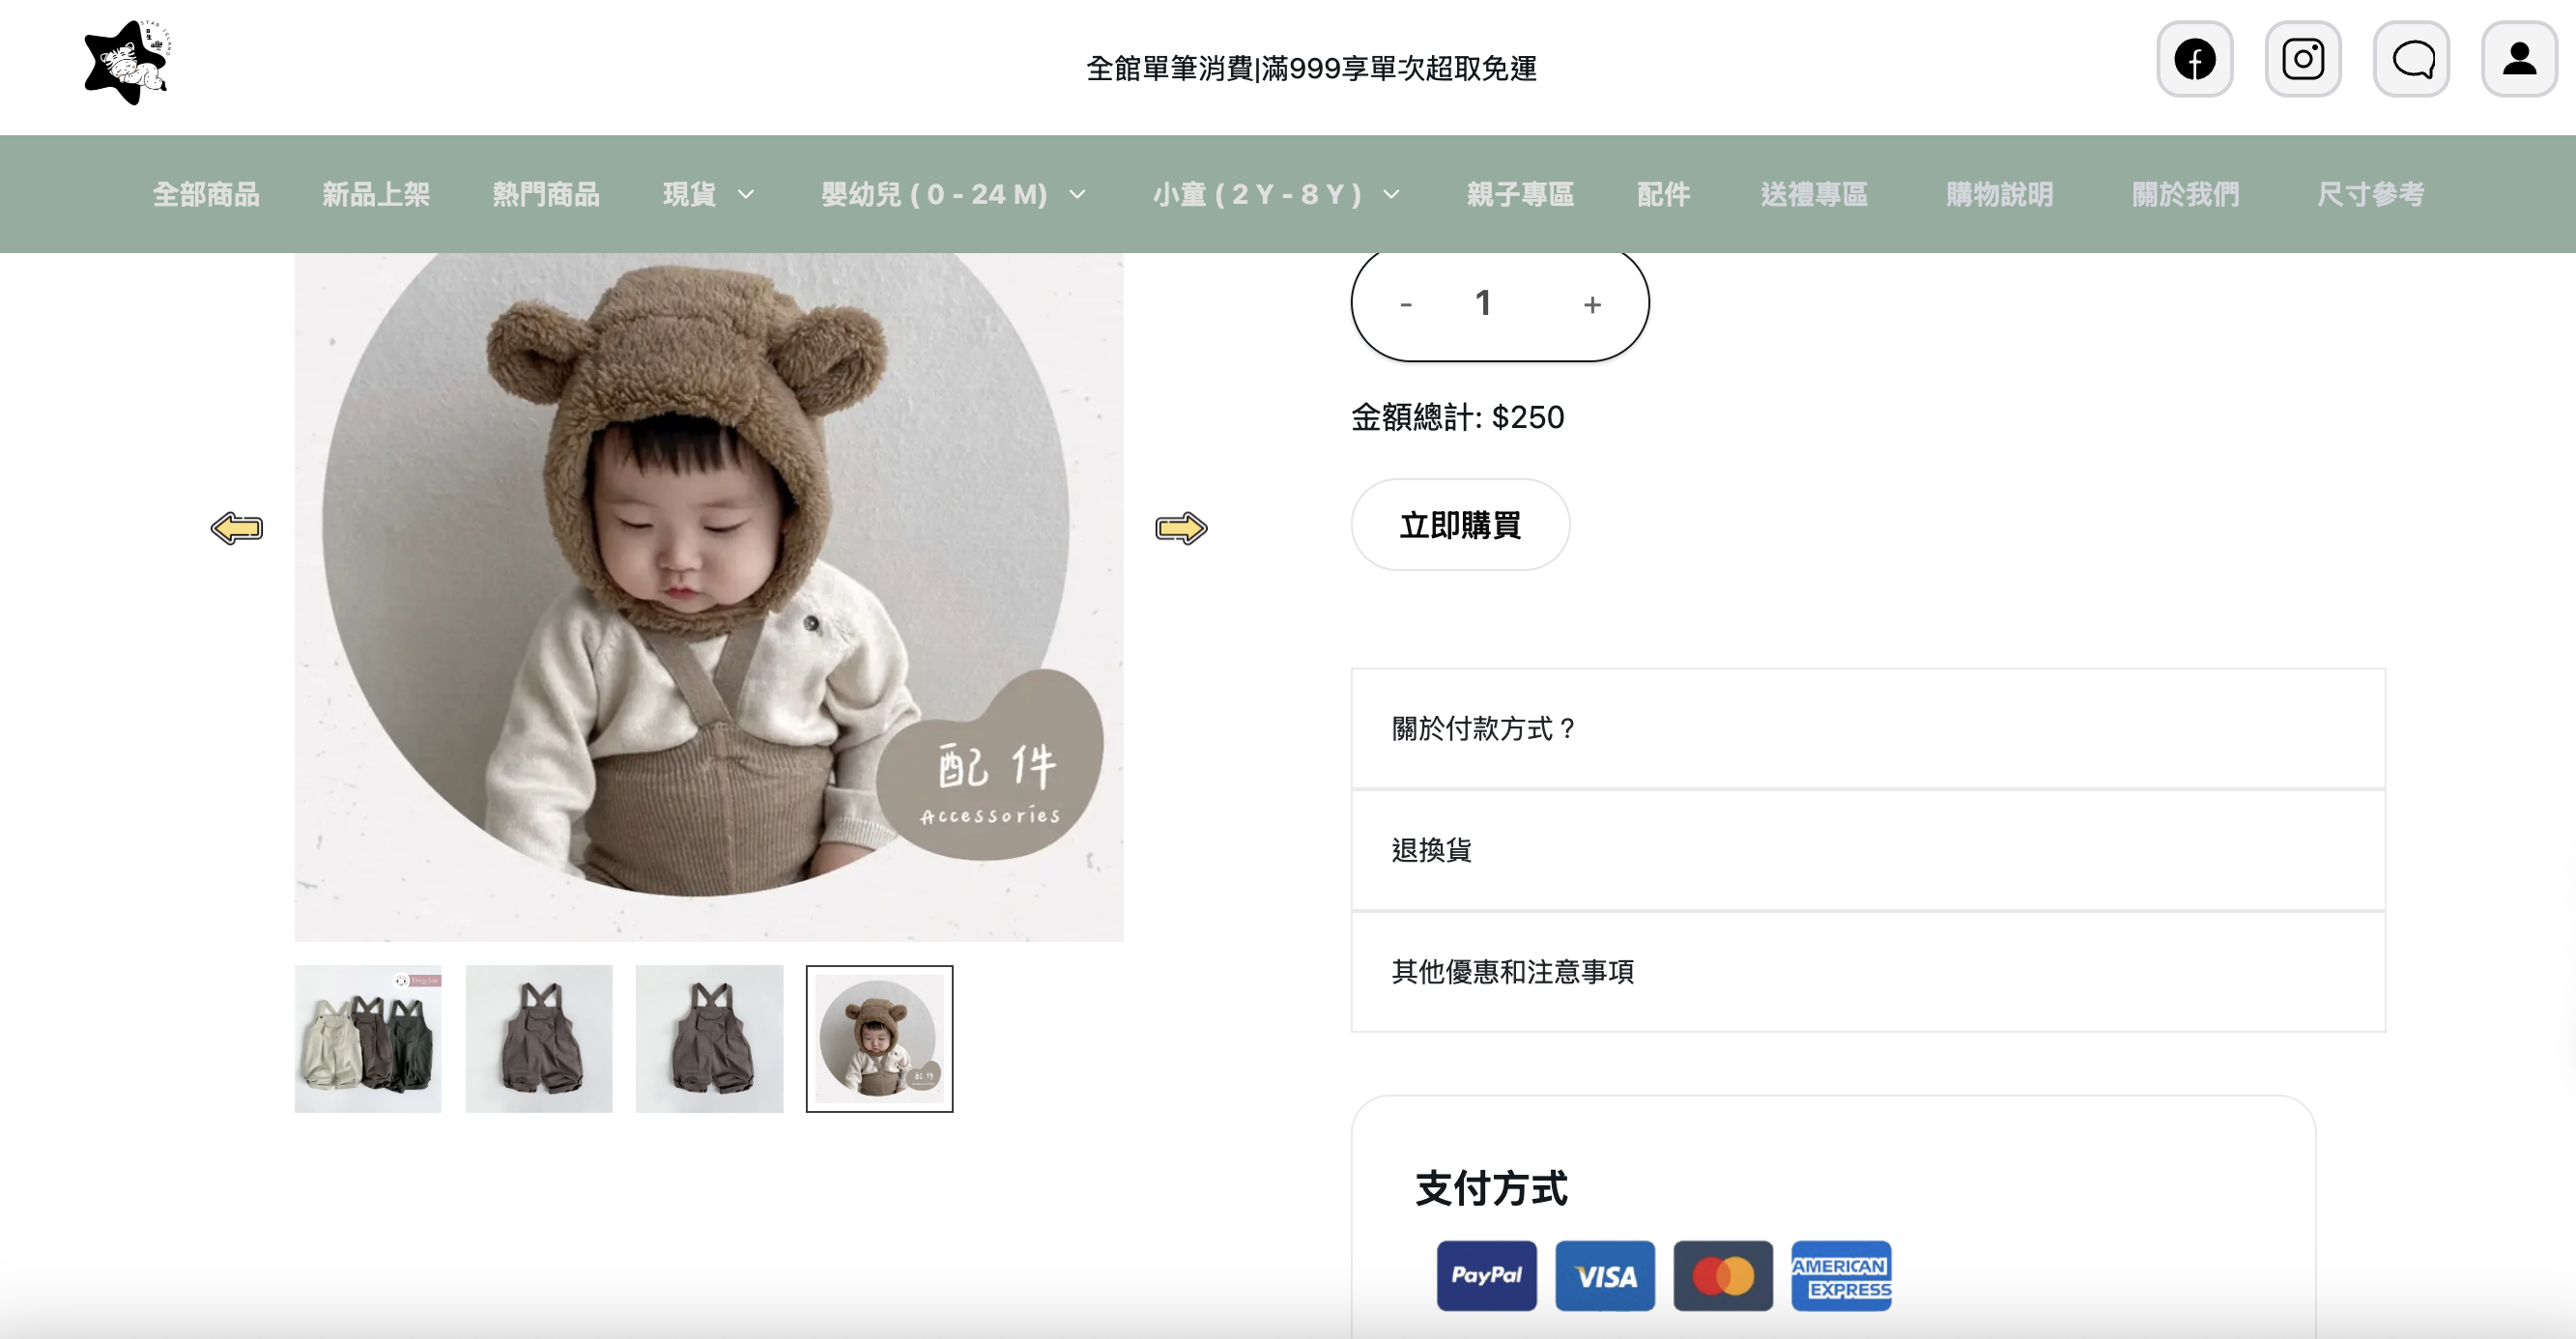 全館單筆消費|滿999享單次超取免運
全部商品
新品上架
熱門商品
現貨
嬰幼兒 ( 0 - 24 M)
小童 ( 2 Y - 8 Y )
親子專區
配件
送禮專區
購物說明
關於我們
尺寸參考
- 1 +
金額總計: $250
立即購買
配 件
Accessories
關於付款方式 ?
退換貨
其他優惠和注意事項
支付方式
PayPal
VISA
AMERICAN
EXPRESS